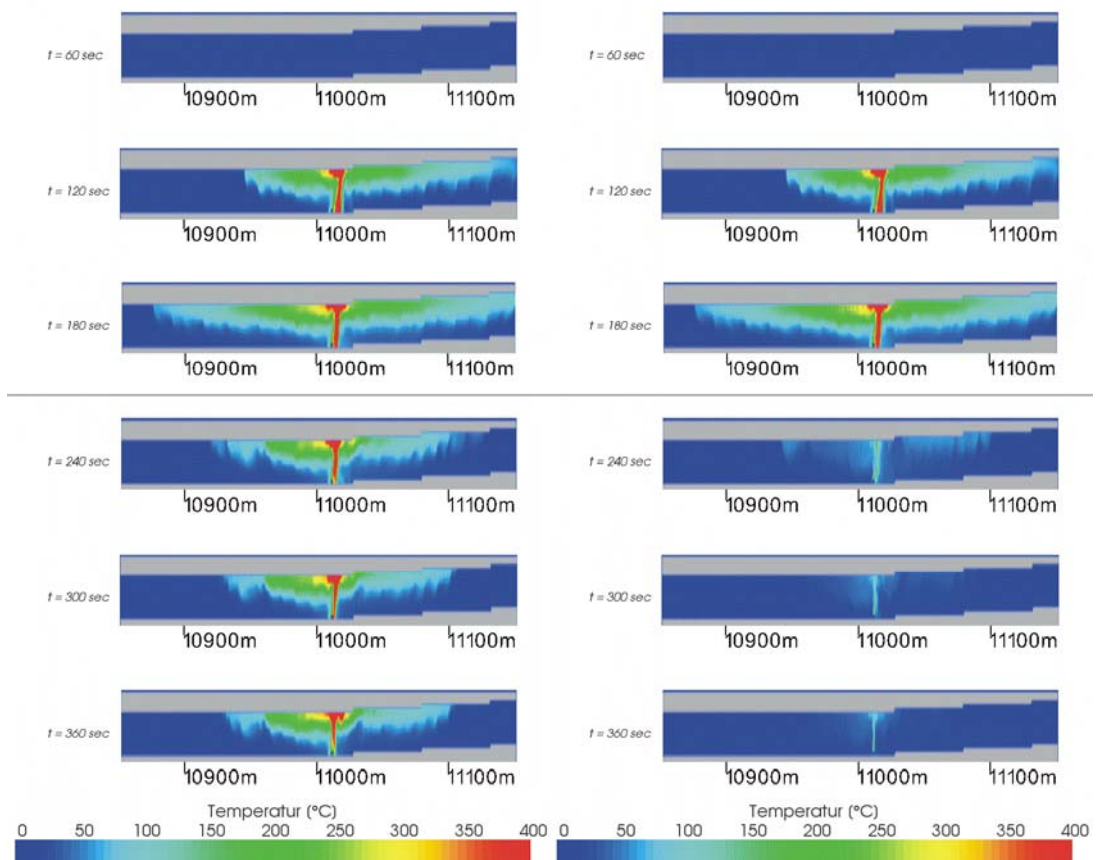 t = 60 sec
10900m 11000m 11100m
t = 60 sec
10900m 11000m 11100m
t = 120 sec
10900m 11000m 11100m
t = 120 sec
10900m 11000m 11100m
t = 180 sec
10900m 11000m 11100m
t = 180 sec
10900m 11000m 11100m
t = 240 sec
10900m 11000m 11100m
t = 240 sec
10900m 11000m 11100m
t = 300 sec
10900m 11000m 11100m
t = 300 sec
10900m 11000m 11100m
t = 360 sec
10900m 11000m 11100m
t = 360 sec
10900m 11000m 11100m
Temperatur (°C)
0 50 100 150 200 250 300 350 400
Temperatur (°C)
0 50 100 150 200 250 300 350 400